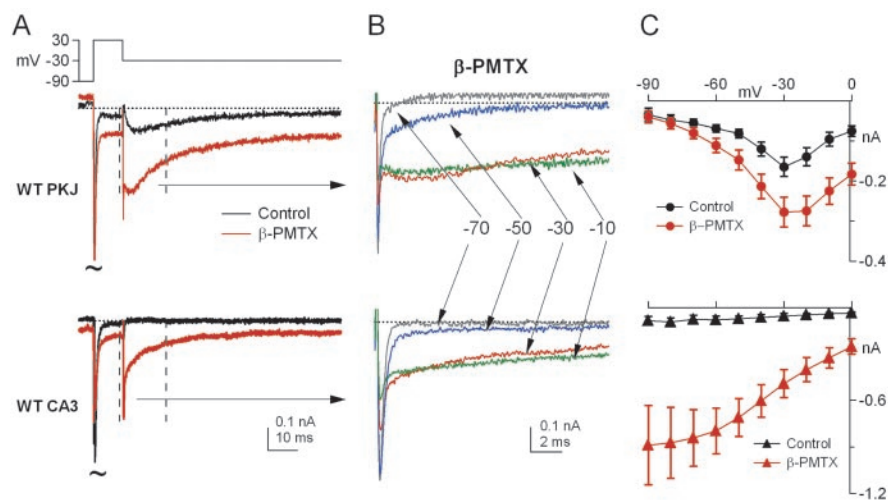 A
30
mV -30
-90
WT PKJ
Control
β-PMTX
~
WT CA3
0.1 nA
10 ms
~
B
β-PMTX
-70 -50 -30 -10
0.1 nA
2 ms
C
-90 -60 -30 0
mV
nA
-0.2
Control
β-PMTX
-0.4
nA
-0.6
Control
β-PMTX
-1.2